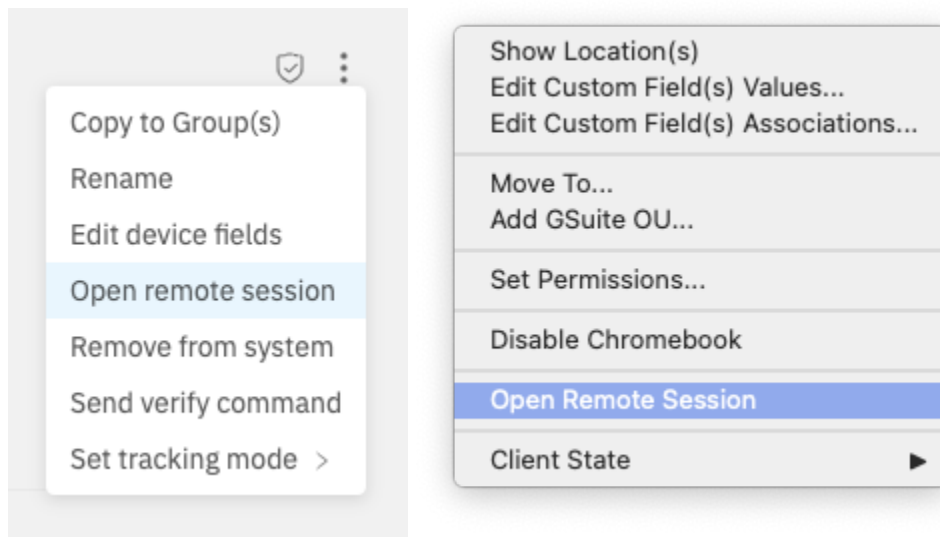 Copy to Group(s)
Rename
Edit device fields
Open remote session
Remove from system
Send verify command
Set tracking mode >
Show Location(s)
Edit Custom Field(s) Values...
Edit Custom Field(s) Associations...
Move To...
Add GSuite OU...
Set Permissions...
Disable Chromebook
Open Remote Session
Client State